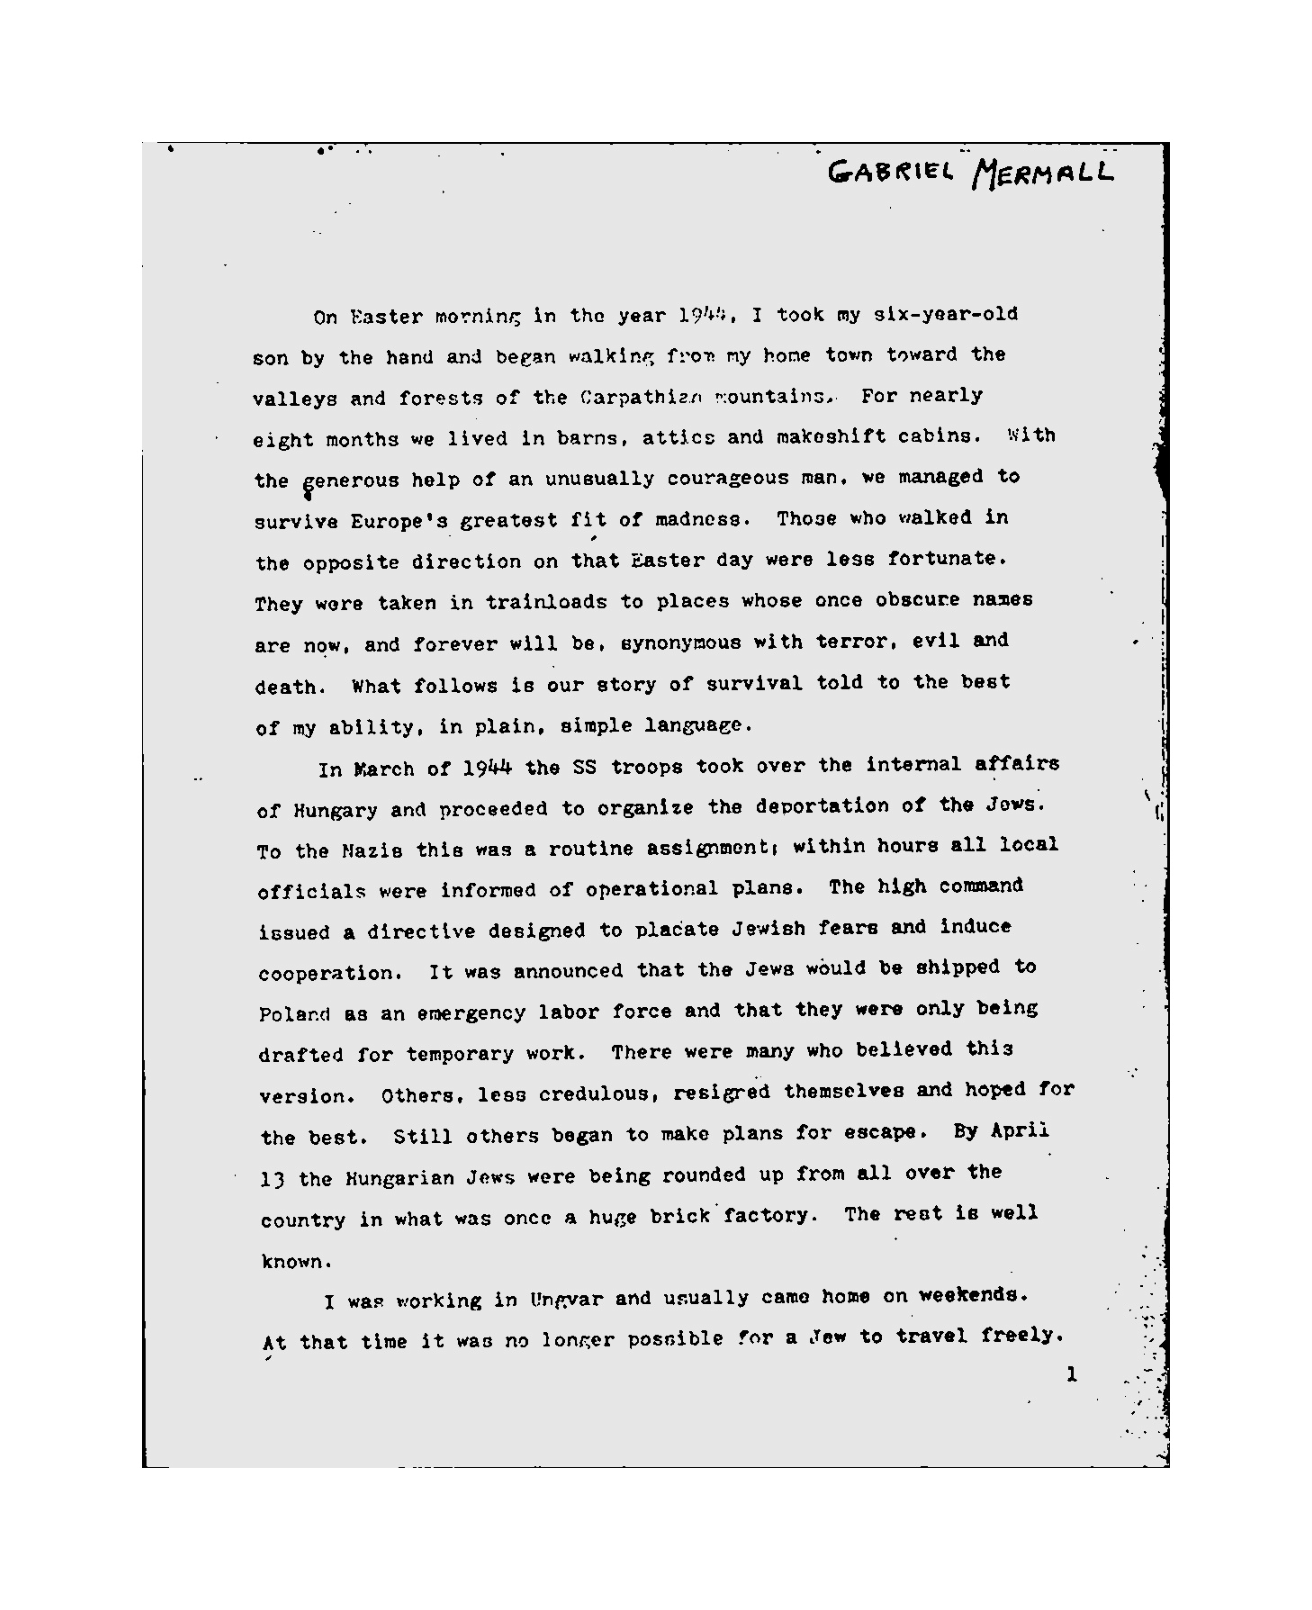 GABRIEL MERMALL
On Easter morning in the year 1944, I took my six-year-old
son by the hand and began walking from my home town toward the
valleys and forests of the Carpathian mountains. For nearly
eight months we lived in barns, attics and makeshift cabins. With
the generous help of an unusually courageous man, we managed to
survive Europe's greatest fit of madness. Those who walked in
the opposite direction on that Easter day were less fortunate.
They were taken in trainloads to places whose once obscure names
are now, and forever will be, synonymous with terror, evil and
death. What follows is our story of survival told to the best
of my ability, in plain, simple language.
In March of 1944 the SS troops took over the internal affairs
of Hungary and proceeded to organize the deportation of the Jews.
To the Nazis this was a routine assignment; within hours all local
officials were informed of operational plans. The high command
issued a directive designed to placate Jewish fears and induce
cooperation. It was announced that the Jews would be shipped to
Poland as an emergency labor force and that they were only being
drafted for temporary work. There were many who believed this
version. Others, less credulous, resigred themselves and hoped for
the best. Still others began to make plans for escape. By April
13 the Hungarian Jews were being rounded up from all over the
country in what was once a huge brick factory. The rest is well
known.
I was working in Ungvar and usually came home on weekends.
At that time it was no longer possible for a Jew to travel freely.
1